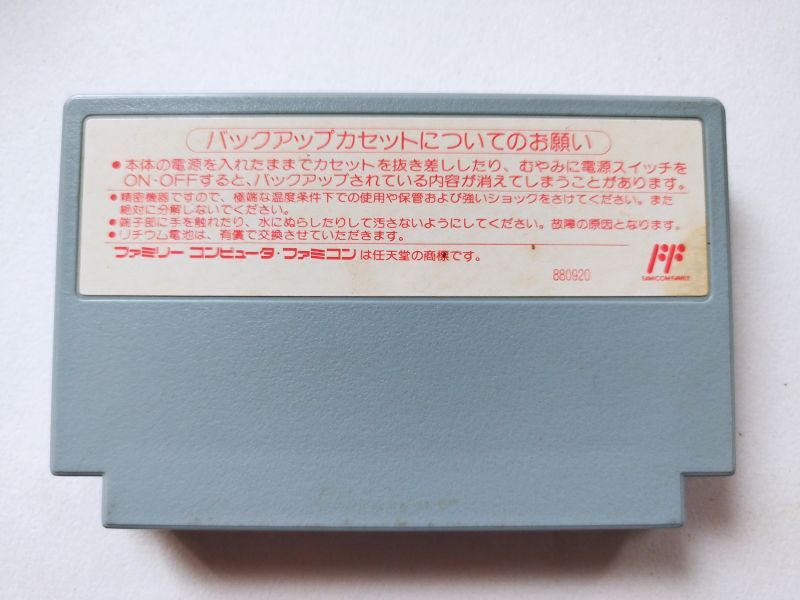 バックアップカセットについてのお願い
●本体の電源を入れたままでカセットを抜き差ししたり、むやみに電源スイッチを
ON・OFFすると、バックアップされている内容が消えてしまうことがあります。
●精密機器ですので、極端な温度条件下での使用や保管および強いショックをさけてください。また
絶対に分解しないでください。
●端子部に手を触れたり、水にぬらしたりして汚さないようにしてください。故障の原因となります。
●リチウム電池は、有償で交換させていただきます。
ファミリー コンピュータ・ファミコンは任天堂の商標です。
880920
FF
FAMICOM FAMILY